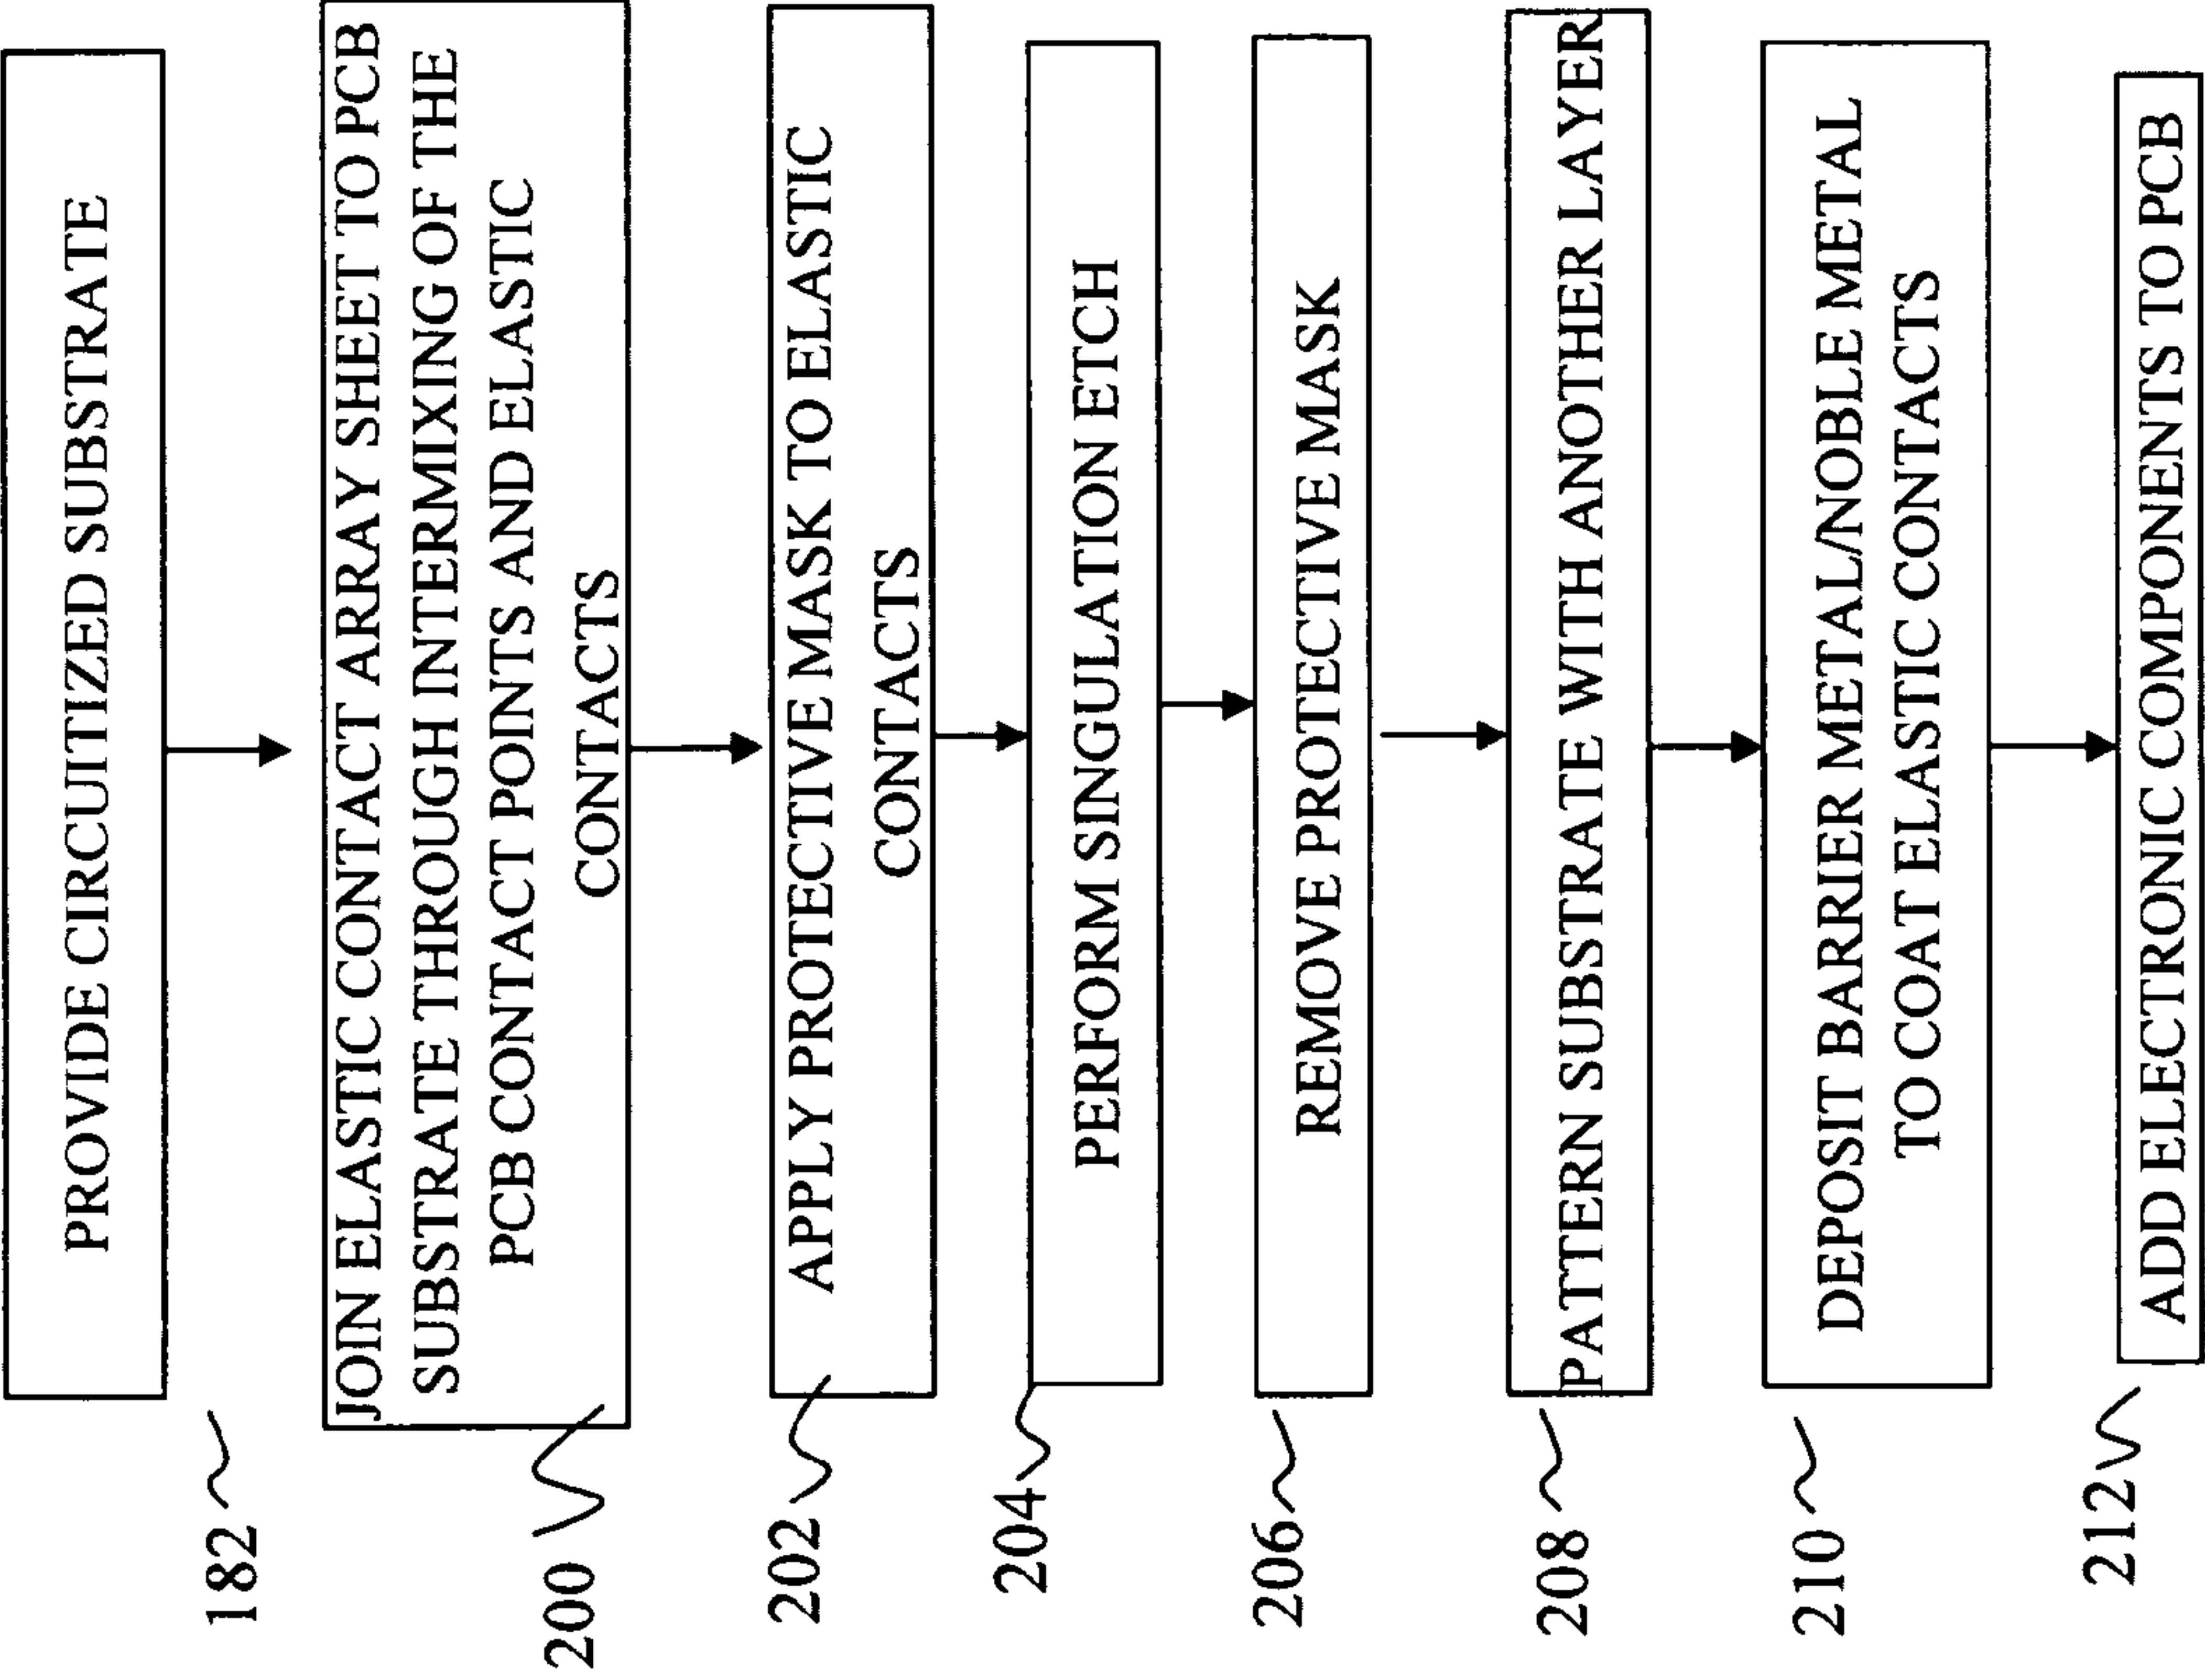 PROVIDE CIRCUITIZED SUBSTRATE
182
JOIN ELASTIC CONTACT ARRAY SHEET TO PCB
SUBSTRATE THROUGH INTERMIXING OF THE
PCB CONTACT POINTS AND ELASTIC
CONTACTS
200
APPLY PROTECTIVE MASK TO ELASTIC
CONTACTS
202
PERFORM SINGULATION ETCH
204
REMOVE PROTECTIVE MASK
206
PATTERN SUBSTRATE WITH ANOTHER LAYER
208
DEPOSIT BARRIER METAL/NOBLE METAL
TO COAT ELASTIC CONTACTS
210
ADD ELECTRONIC COMPONENTS TO PCB
212